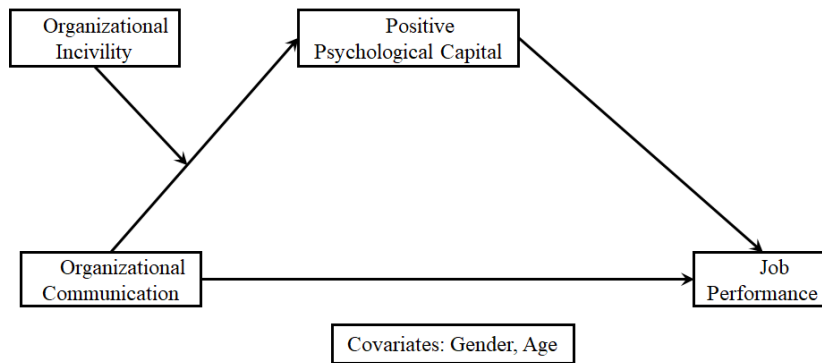 Organizational
Incivility
Positive
Psychological Capital
Organizational
Communication
Job
Performance
Covariates: Gender, Age